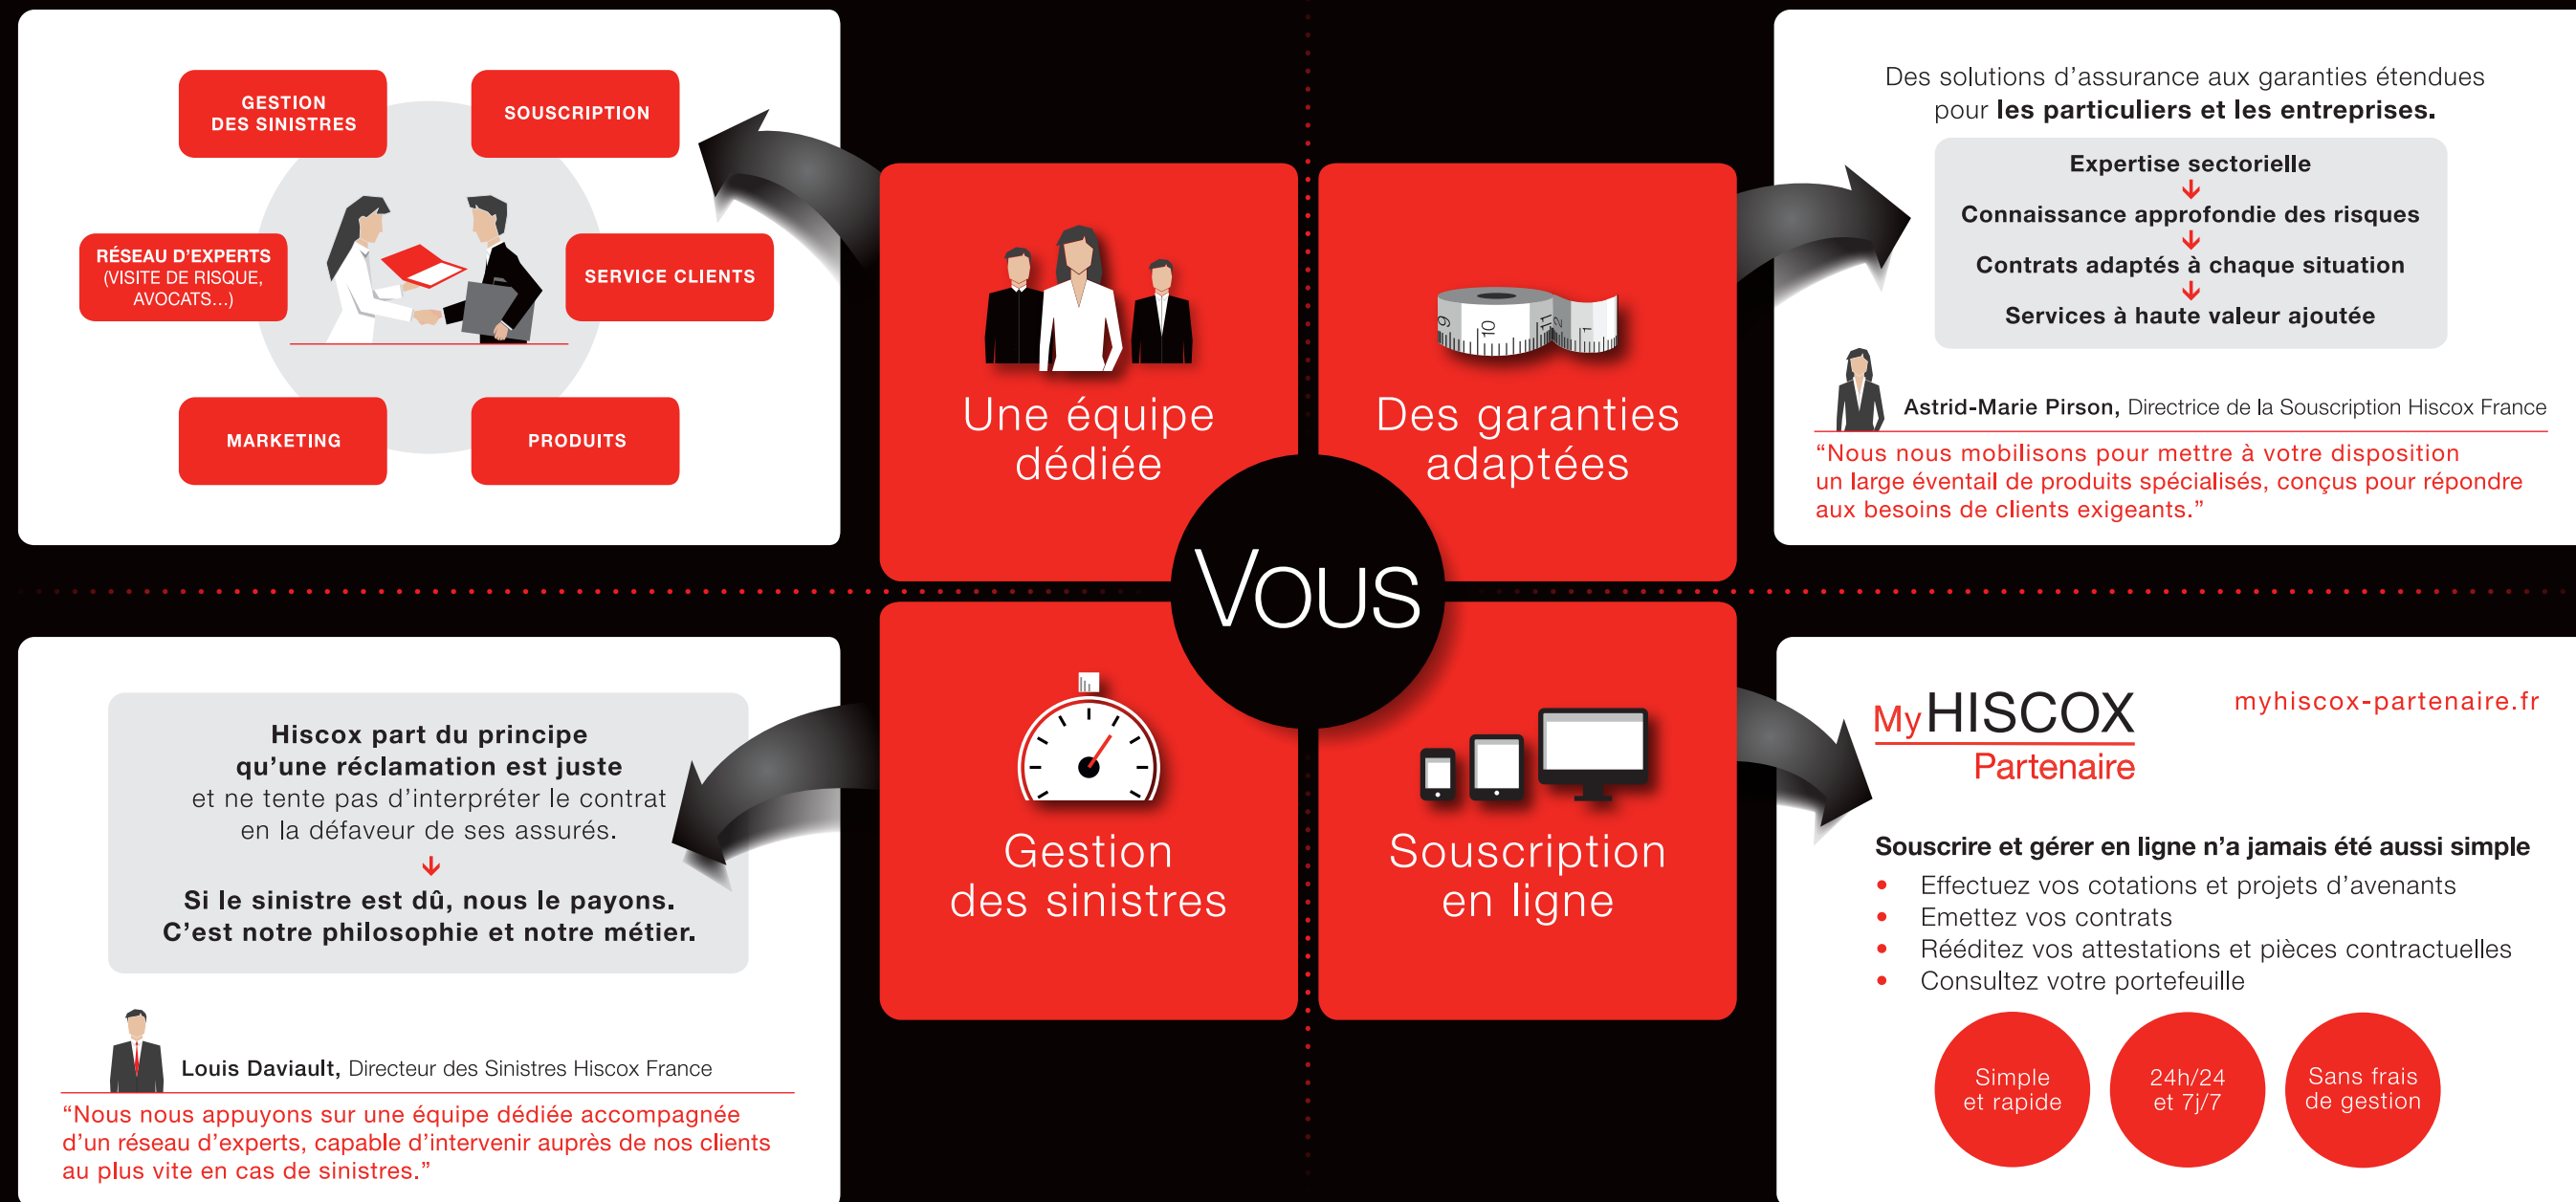 GESTION
DES SINISTRES
SOUSCRIPTION
RÉSEAU D'EXPERTS
(VISITE DE RISQUE,
AVOCATS…)
SERVICE CLIENTS
MARKETING
PRODUITS
Une équipe
dédiée
9
10
11
2
1
Des garanties
adaptées
Des solutions d'assurance aux garanties étendues
pour les particuliers et les entreprises.
Expertise sectorielle
Connaissance approfondie des risques
Contrats adaptés à chaque situation
Services à haute valeur ajoutée
Astrid-Marie Pirson, Directrice de la Souscription Hiscox France
“Nous nous mobilisons pour mettre à votre disposition
un large éventail de produits spécialisés, conçus pour répondre
aux besoins de clients exigeants.”
Vous
Hiscox part du principe
qu'une réclamation est juste
et ne tente pas d'interpréter le contrat
en la défaveur de ses assurés.
Si le sinistre est dû, nous le payons.
C'est notre philosophie et notre métier.
Louis Daviault, Directeur des Sinistres Hiscox France
“Nous nous appuyons sur une équipe dédiée accompagnée
d'un réseau d'experts, capable d'intervenir auprès de nos clients
au plus vite en cas de sinistres.”
Gestion
des sinistres
Souscription
en ligne
My HISCOX
Partenaire
myhiscox-partenaire.fr
Souscrire et gérer en ligne n'a jamais été aussi simple
• Effectuez vos cotations et projets d'avenants
• Emettez vos contrats
• Rééditez vos attestations et pièces contractuelles
• Consultez votre portefeuille
Simple
et rapide
24h/24
et 7j/7
Sans frais
de gestion